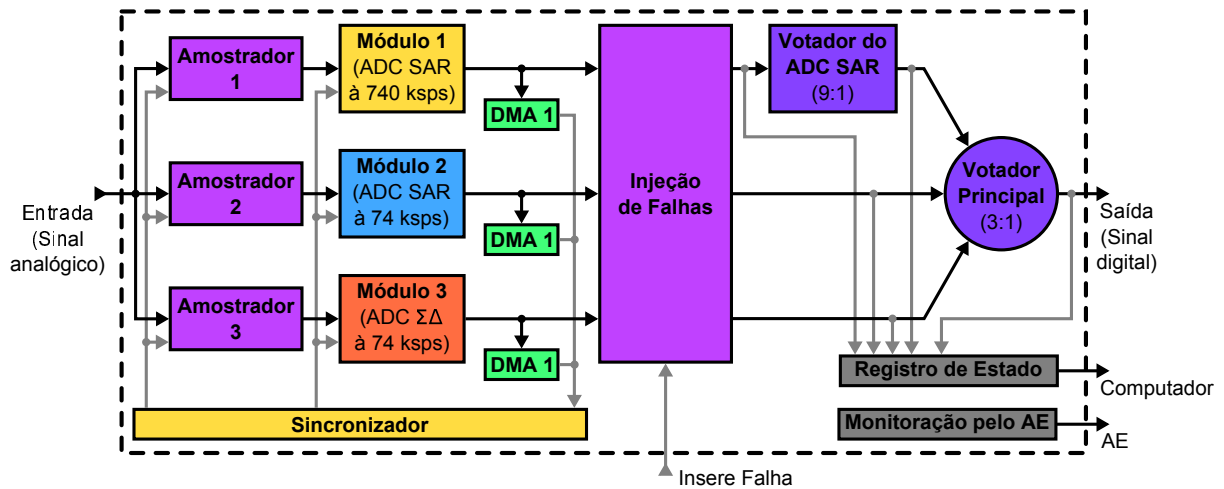 Entrada
(Sinal
analógico)
Amostrador
1
Amostrador
2
Amostrador
3
Módulo 1
(ADC SAR
à 740 ksps)
Módulo 2
(ADC SAR
à 74 ksps)
Módulo 3
(ADC ΣΔ
à 74 ksps)
DMA 1
DMA 1
DMA 1
Sincronizador
Injeção
de Falhas
Insere Falha
Votador do
ADC SAR
(9:1)
Votador
Principal
(3:1)
Saída
(Sinal
digital)
Registro de Estado
Computador
Monitoração pelo AE
AE